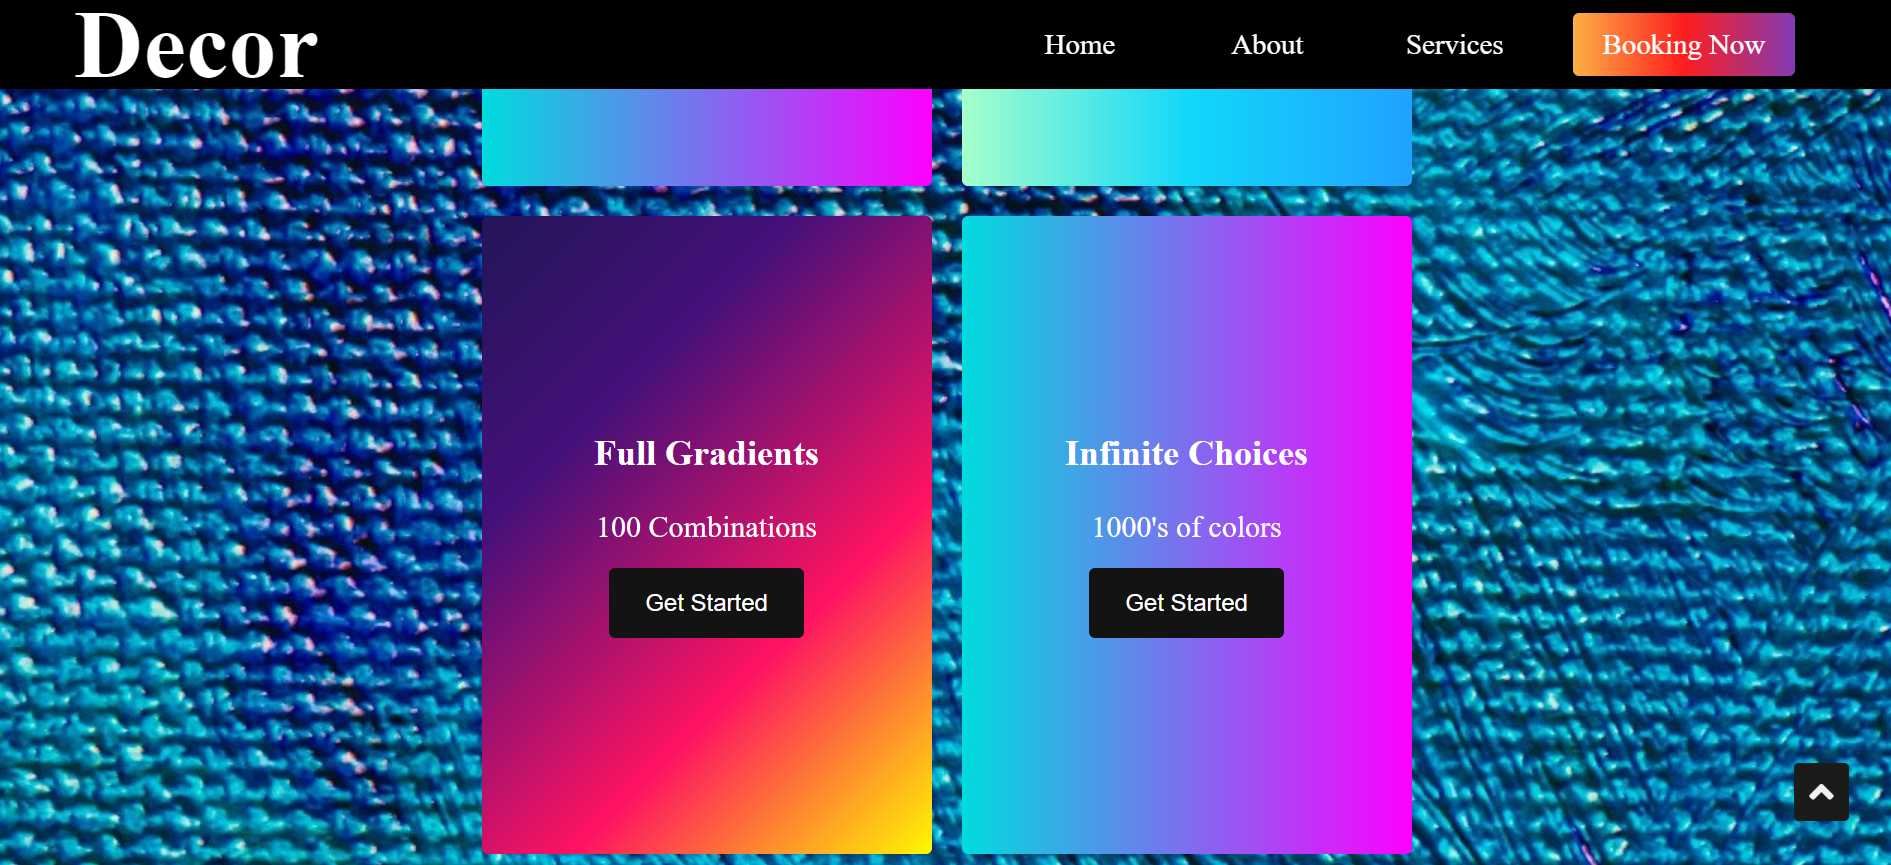 Decor
Home About Services Booking Now
Full Gradients
100 Combinations
Get Started
Infinite Choices
1000's of colors
Get Started